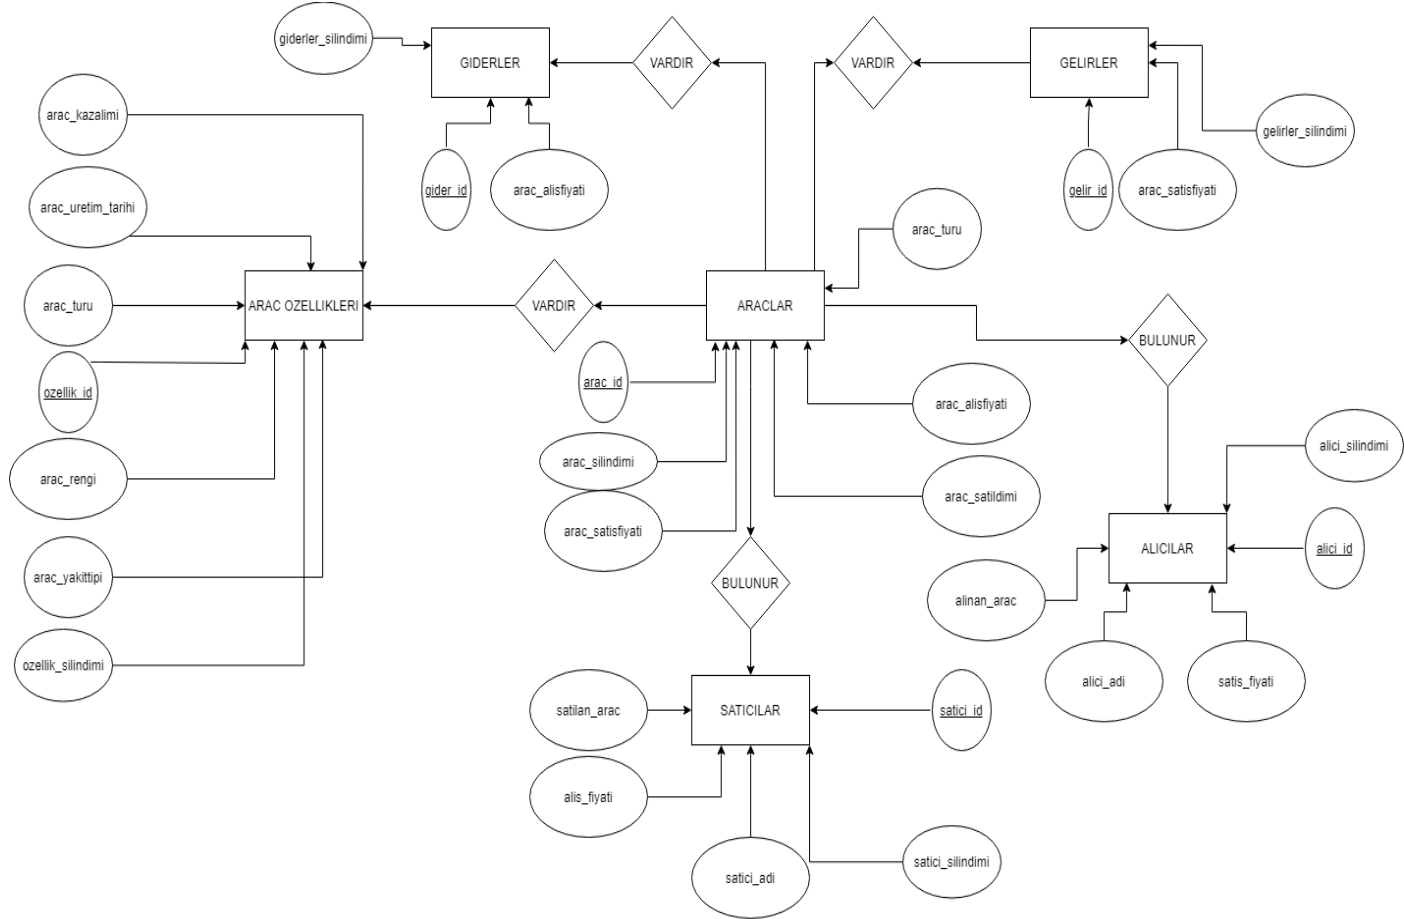 giderler_silindimi
GIDERLER
VARDIR
VARDIR
GELIRLER
arac_kazalimi
gelirler_silindimi
gider_id
arac_alisfiyati
gelir_id
arac_satisfiyati
arac_uretim_tarihi
arac_turu
arac_turu
ARAC OZELLIKLERI
VARDIR
ARACLAR
BULUNUR
ozellik_id
arac_id
arac_alisfiyati
alici_silindimi
arac_silindimi
arac_rengi
arac_satildimi
arac_satisfiyati
ALICILAR
alici_id
arac_yakittipi
BULUNUR
alinan_arac
ozellik_silindimi
alici_adi
satis_fiyati
satilan_arac
SATICILAR
satici_id
alis_fiyati
satici_silindimi
satici_adi